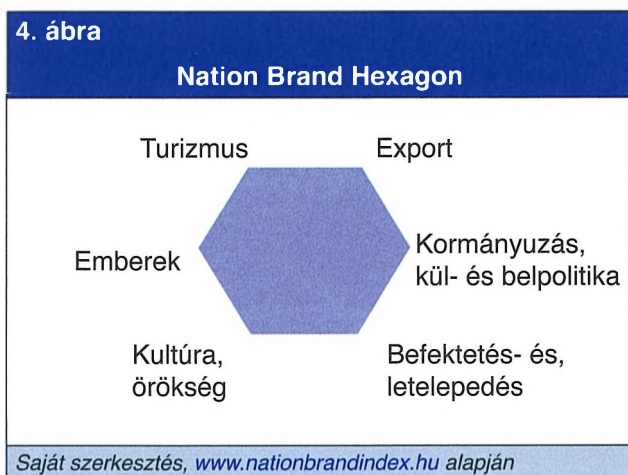 4. ábra
Nation Brand Hexagon
Turizmus
Export
Emberek
Kormányuzás,
kül- és belpolitika
Kultúra,
örökség
Befektetés- és,
letelepedés
Saját szerkesztés, www.nationbrandindex.hu alapján